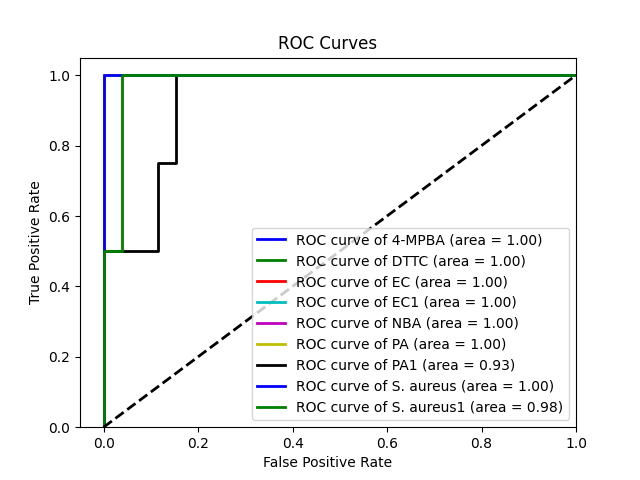 ROC Curves
True Positive Rate
1.0
0.8
0.6
0.4
0.2
0.0
ROC curve of 4-MPBA (area = 1.00)
ROC curve of DTTC (area = 1.00)
ROC curve of EC (area = 1.00)
ROC curve of EC1 (area = 1.00)
ROC curve of NBA (area = 1.00)
ROC curve of PA (area = 1.00)
ROC curve of PA1 (area = 0.93)
ROC curve of S. aureus (area = 1.00)
ROC curve of S. aureus1 (area = 0.98)
0.0 0.2 0.4 0.6 0.8 1.0
False Positive Rate